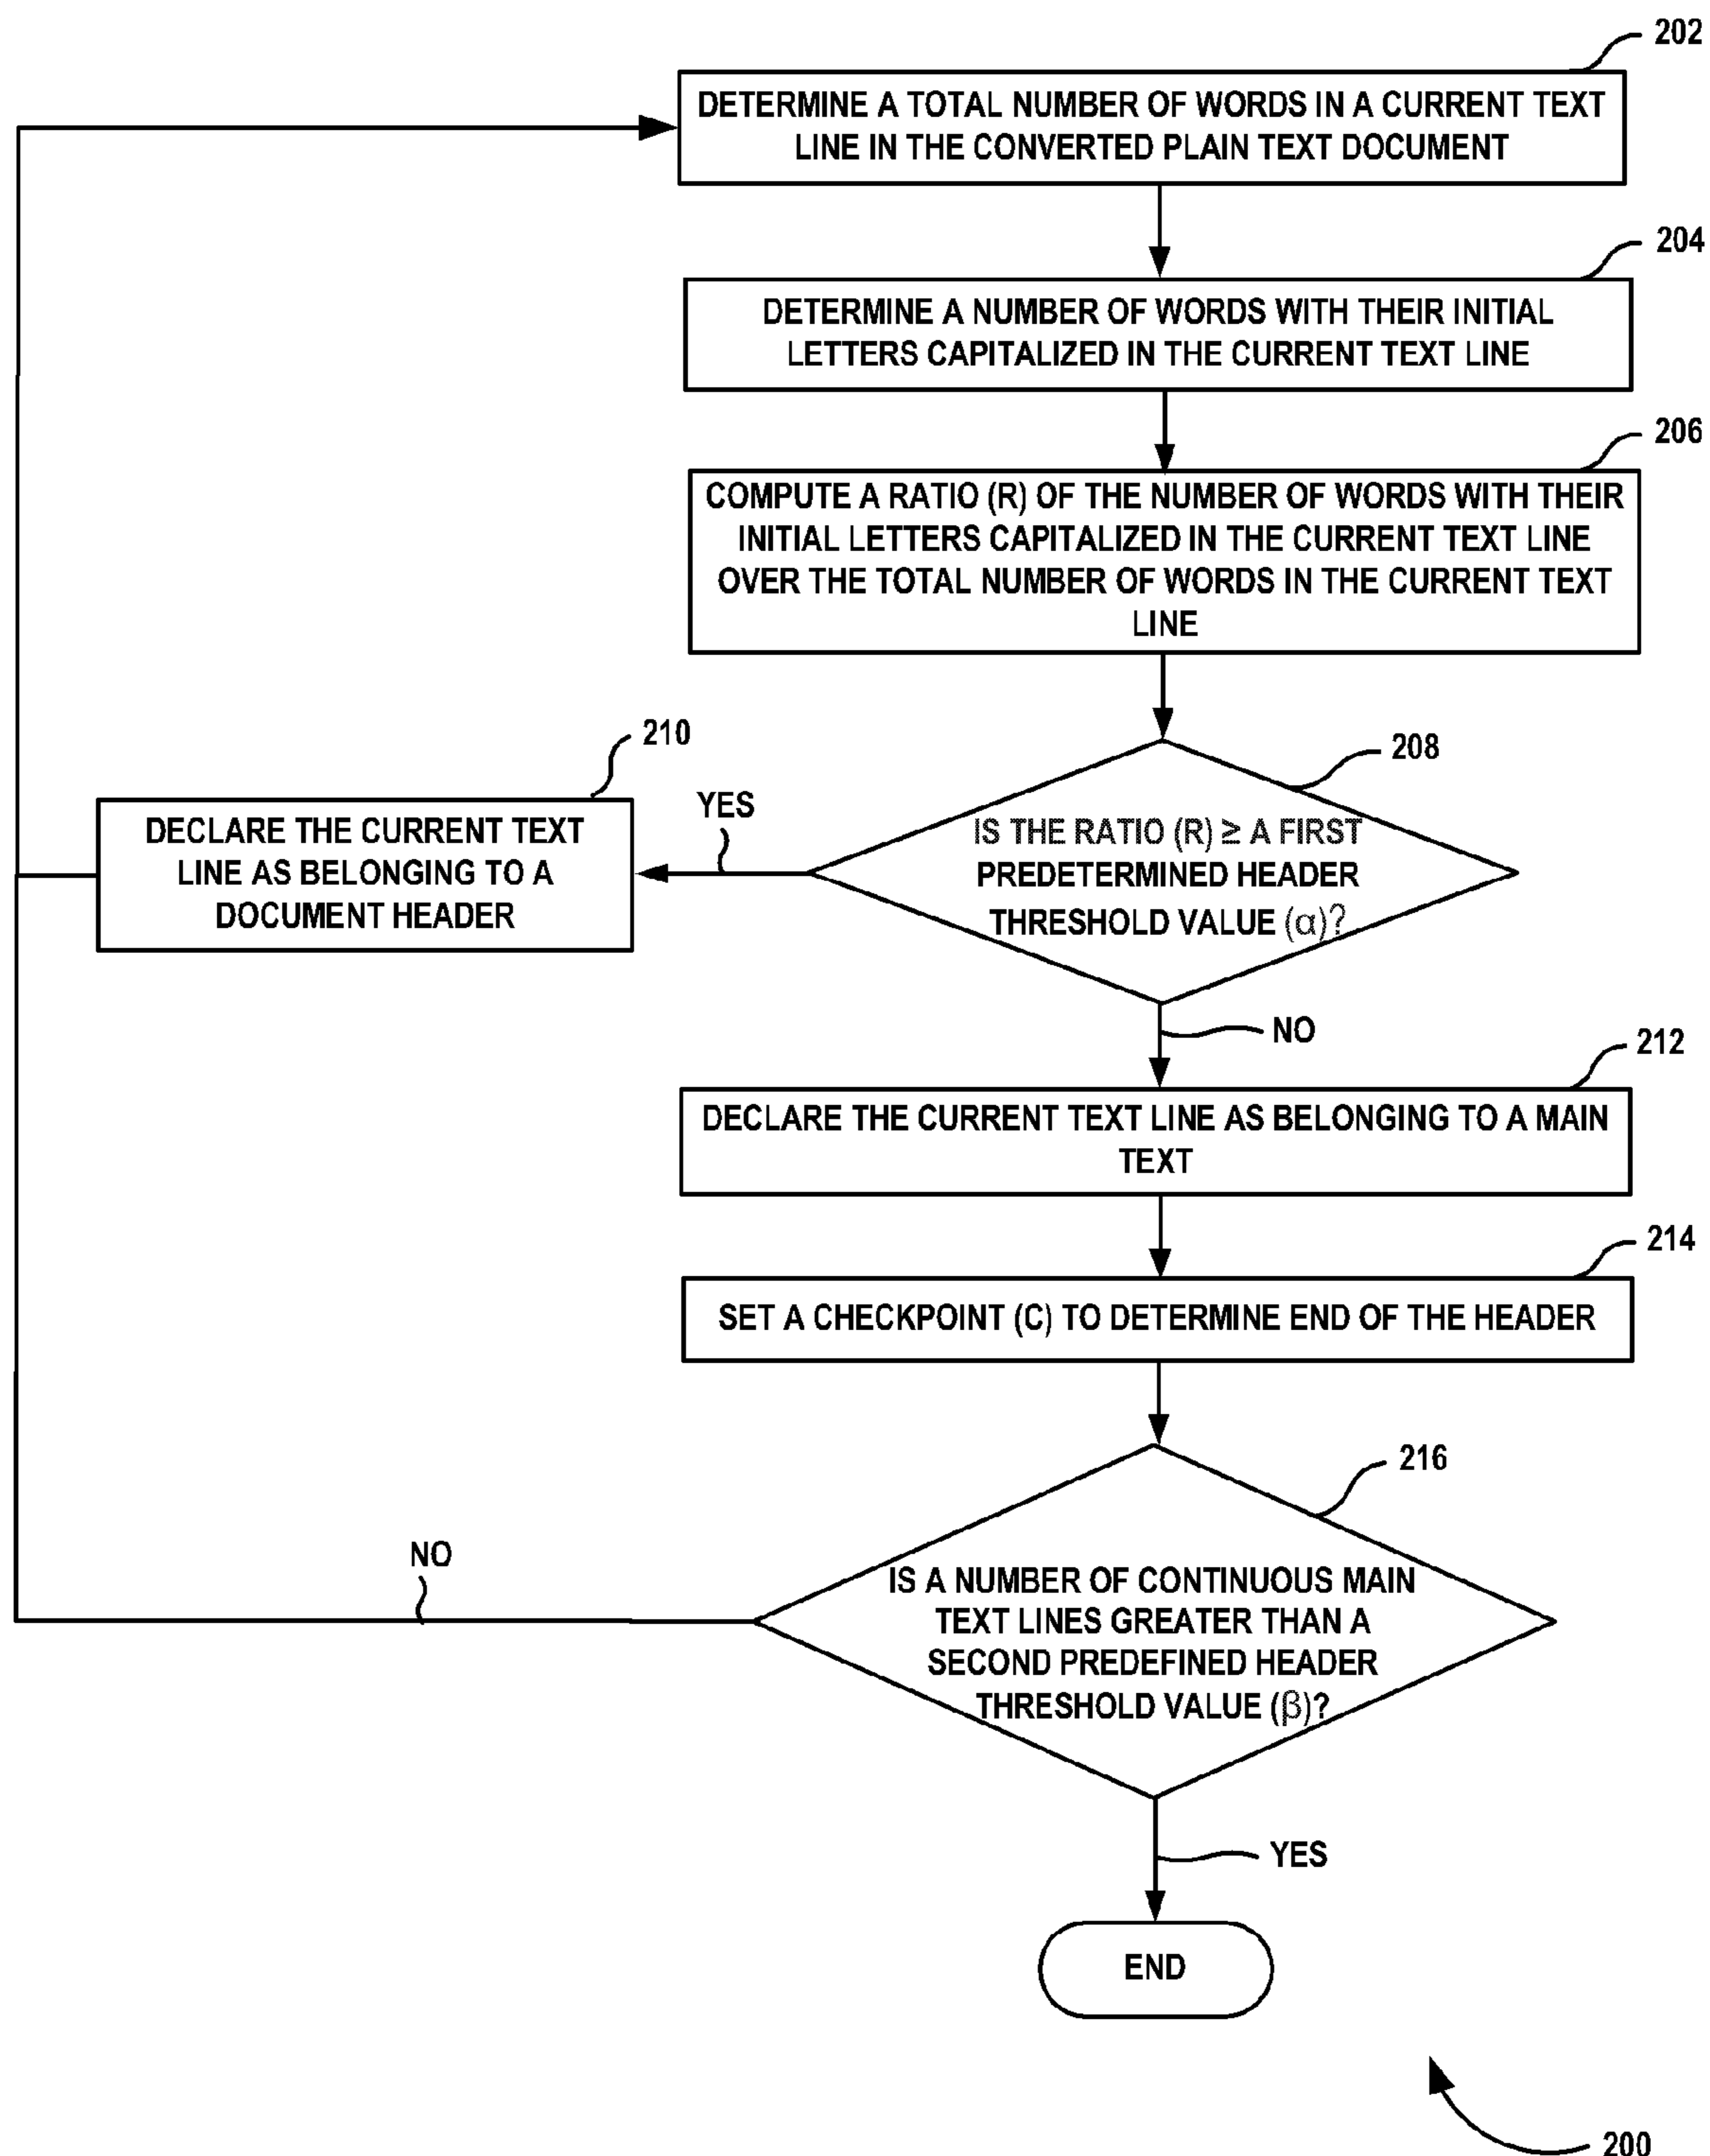 202
DETERMINE A TOTAL NUMBER OF WORDS IN A CURRENT TEXT
LINE IN THE CONVERTED PLAIN TEXT DOCUMENT
204
DETERMINE A NUMBER OF WORDS WITH THEIR INITIAL
LETTERS CAPITALIZED IN THE CURRENT TEXT LINE
206
COMPUTE A RATIO (R) OF THE NUMBER OF WORDS WITH THEIR
INITIAL LETTERS CAPITALIZED IN THE CURRENT TEXT LINE
OVER THE TOTAL NUMBER OF WORDS IN THE CURRENT TEXT
LINE
208
IS THE RATIO (R) ≥ A FIRST
PREDETERMINED HEADER
THRESHOLD VALUE (α)?
YES
210
DECLARE THE CURRENT TEXT
LINE AS BELONGING TO A
DOCUMENT HEADER
NO
212
DECLARE THE CURRENT TEXT LINE AS BELONGING TO A MAIN
TEXT
214
SET A CHECKPOINT (C) TO DETERMINE END OF THE HEADER
216
IS A NUMBER OF CONTINUOUS MAIN
TEXT LINES GREATER THAN A
SECOND PREDEFINED HEADER
THRESHOLD VALUE (β)?
NO
YES
END
200